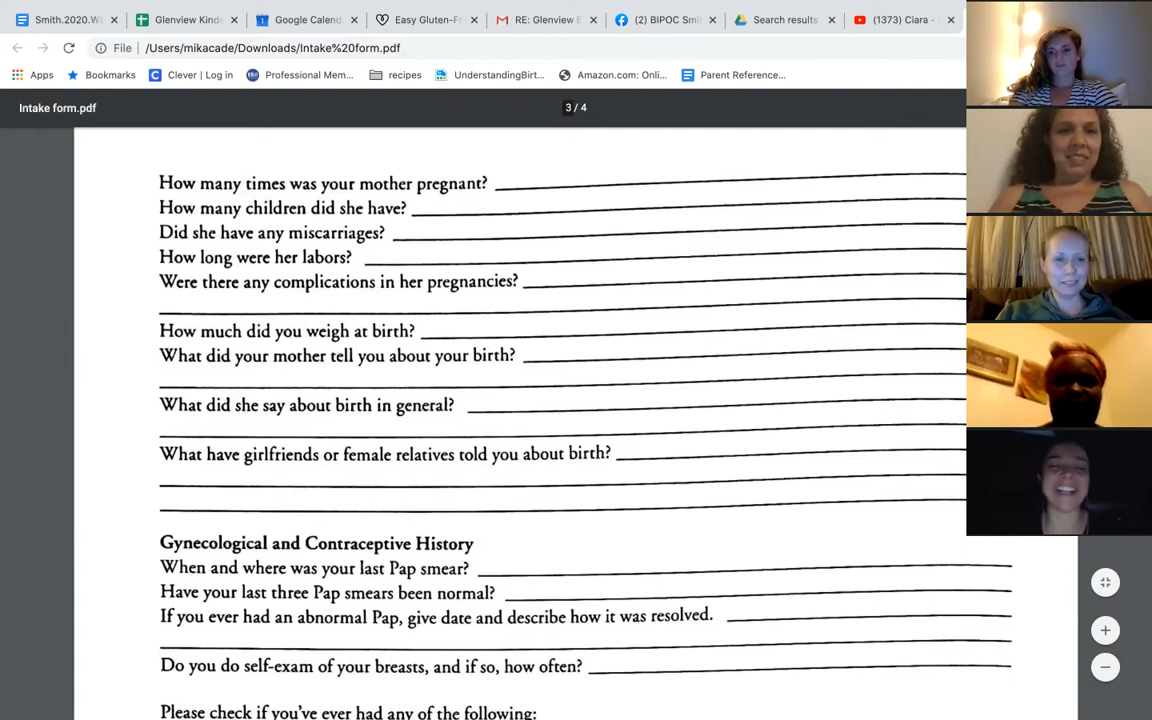 Smith.2020.Wi
Glenview Kinde
Google Calend
Easy Gluten-Fr
RE: Glenview E
(2) BIPOC Smi
Search results
(1373) Ciara -
File /Users/mikacade/Downloads/Intake%20form.pdf
Apps
Bookmarks
Clever | Log in
Professional Mem...
recipes
UnderstandingBirt...
Amazon.com: Onli...
Parent Reference...
Intake form.pdf
3 / 4
How many times was your mother pregnant?
How many children did she have?
Did she have any miscarriages?
How long were her labors?
Were there any complications in her pregnancies?
How much did you weigh at birth?
What did your mother tell you about your birth?
What did she say about birth in general?
What have girlfriends or female relatives told you about birth?
Gynecological and Contraceptive History
When and where was your last Pap smear?
Have your last three Pap smears been normal?
If you ever had an abnormal Pap, give date and describe how it was resolved.
Do you do self-exam of your breasts, and if so, how often?
Please check if you've ever had any of the following: